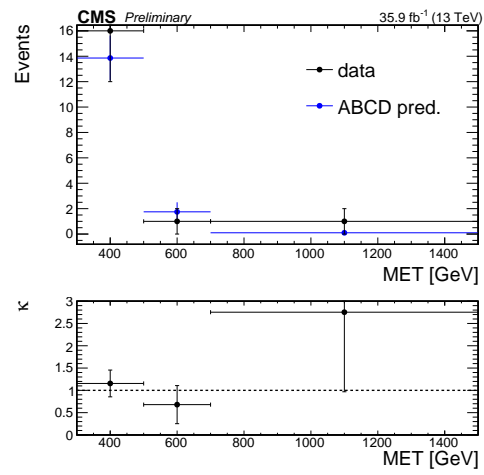 CMS Preliminary 35.9 fb⁻¹ (13 TeV)
Events
16
14
12
10
8
6
4
2
0
data
ABCD pred.
400 600 800 1000 1200 1400
MET [GeV]
κ
3
2.5
2
1.5
1
0.5
0
400 600 800 1000 1200 1400
MET [GeV]